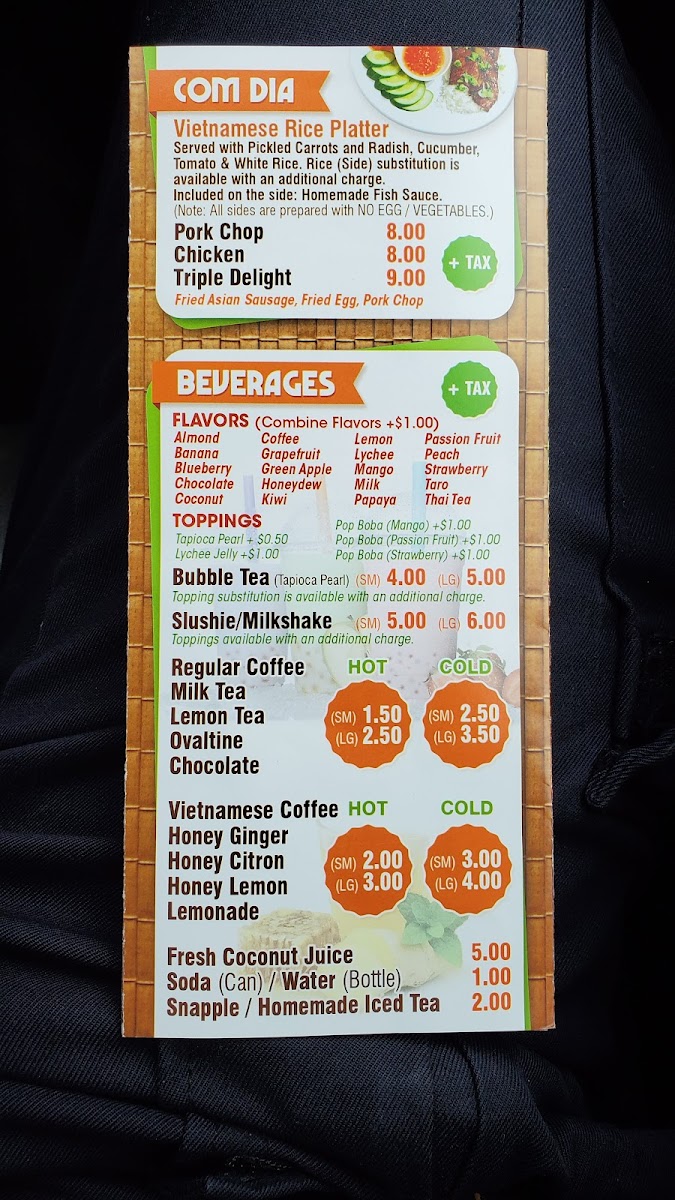 COM DIA
Vietnamese Rice Platter
Served with Pickled Carrots and Radish, Cucumber,
Tomato & White Rice. Rice (Side) substitution is
available with an additional charge.
Included on the side: Homemade Fish Sauce.
(Note: All sides are prepared with NO EGG / VEGETABLES.)
Pork Chop 8.00
Chicken 8.00
+ TAX
Triple Delight 9.00
Fried Asian Sausage, Fried Egg, Pork Chop
BEVERAGES
+ TAX
FLAVORS (Combine Flavors +$1.00)
Almond Coffee Lemon Passion Fruit
Banana Grapefruit Lychee Peach
Blueberry Green Apple Mango Strawberry
Chocolate Honeydew Milk Taro
Coconut Kiwi Papaya Thai Tea
TOPPINGS Pop Boba (Mango) +$1.00
Tapioca Pearl + $0.50 Pop Boba (Passion Fruit) +$1.00
Lychee Jelly +$1.00 Pop Boba (Strawberry) +$1.00
Bubble Tea (Tapioca Pearl) (SM) 4.00 (LG) 5.00
Topping substitution is available with an additional charge.
Slushie/Milkshake (SM) 5.00 (LG) 6.00
Toppings available with an additional charge.
Regular Coffee HOT COLD
Milk Tea
Lemon Tea (SM) 1.50 (SM) 2.50
Ovaltine (LG) 2.50 (LG) 3.50
Chocolate
Vietnamese Coffee HOT COLD
Honey Ginger
Honey Citron (SM) 2.00 (SM) 3.00
Honey Lemon (LG) 3.00 (LG) 4.00
Lemonade
Fresh Coconut Juice 5.00
Soda (Can) / Water (Bottle) 1.00
Snapple / Homemade Iced Tea 2.00